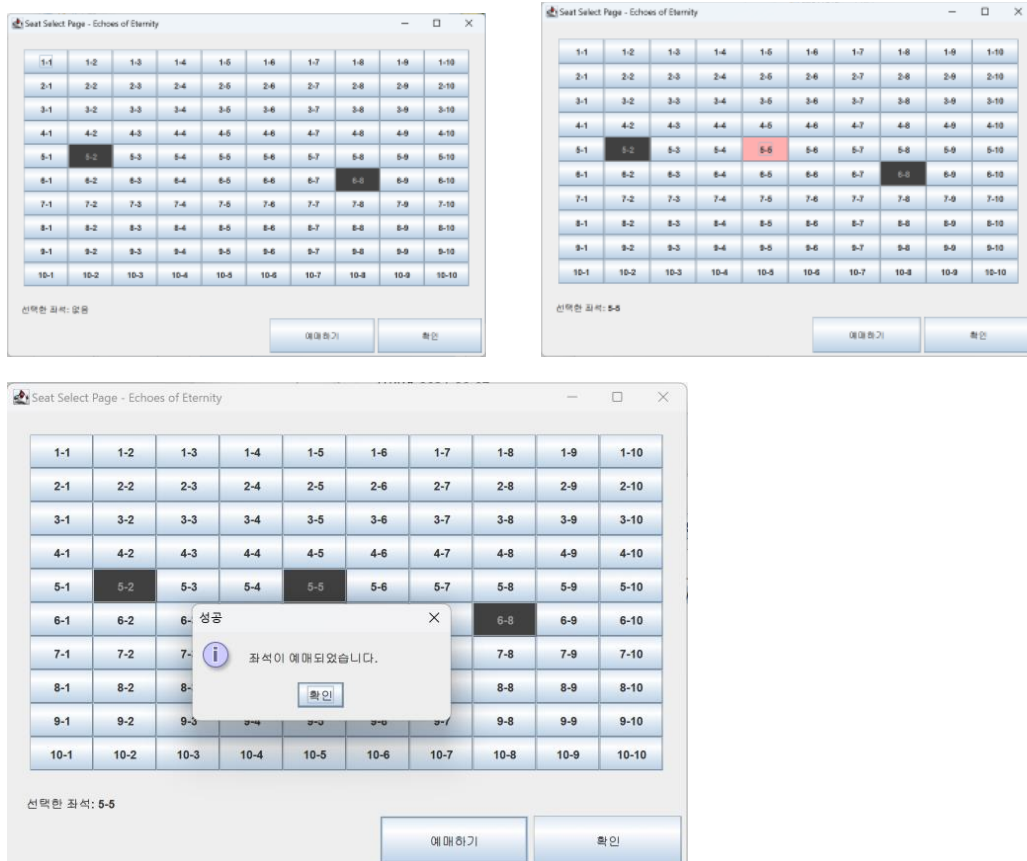 Seat Select Page - Echoes of Eternity
1-1 1-2 1-3 1-4 1-5 1-6 1-7 1-8 1-9 1-10
2-1 2-2 2-3 2-4 2-5 2-6 2-7 2-8 2-9 2-10
3-1 3-2 3-3 3-4 3-5 3-6 3-7 3-8 3-9 3-10
4-1 4-2 4-3 4-4 4-5 4-6 4-7 4-8 4-9 4-10
5-1 5-2 5-3 5-4 5-5 5-6 5-7 5-8 5-9 5-10
6-1 6-2 6-3 6-4 6-5 6-6 6-7 6-8 6-9 6-10
7-1 7-2 7-3 7-4 7-5 7-6 7-7 7-8 7-9 7-10
8-1 8-2 8-3 8-4 8-5 8-6 8-7 8-8 8-9 8-10
9-1 9-2 9-3 9-4 9-5 9-6 9-7 9-8 9-9 9-10
10-1 10-2 10-3 10-4 10-5 10-6 10-7 10-8 10-9 10-10
선택한 좌석: 없음
예매하기 확인
Seat Select Page - Echoes of Eternity
1-1 1-2 1-3 1-4 1-5 1-6 1-7 1-8 1-9 1-10
2-1 2-2 2-3 2-4 2-5 2-6 2-7 2-8 2-9 2-10
3-1 3-2 3-3 3-4 3-5 3-6 3-7 3-8 3-9 3-10
4-1 4-2 4-3 4-4 4-5 4-6 4-7 4-8 4-9 4-10
5-1 5-2 5-3 5-4 5-5 5-6 5-7 5-8 5-9 5-10
6-1 6-2 6-3 6-4 6-5 6-6 6-7 6-8 6-9 6-10
7-1 7-2 7-3 7-4 7-5 7-6 7-7 7-8 7-9 7-10
8-1 8-2 8-3 8-4 8-5 8-6 8-7 8-8 8-9 8-10
9-1 9-2 9-3 9-4 9-5 9-6 9-7 9-8 9-9 9-10
10-1 10-2 10-3 10-4 10-5 10-6 10-7 10-8 10-9 10-10
선택한 좌석: 5-5
예매하기 확인
Seat Select Page - Echoes of Eternity
1-1 1-2 1-3 1-4 1-5 1-6 1-7 1-8 1-9 1-10
2-1 2-2 2-3 2-4 2-5 2-6 2-7 2-8 2-9 2-10
3-1 3-2 3-3 3-4 3-5 3-6 3-7 3-8 3-9 3-10
4-1 4-2 4-3 4-4 4-5 4-6 4-7 4-8 4-9 4-10
5-1 5-2 5-3 5-4 5-5 5-6 5-7 5-8 5-9 5-10
6-1 6-2 6- 성공 6-8 6-9 6-10
7-1 7-2 7- 좌석이 예매되었습니다. 7-8 7-9 7-10
8-1 8-2 8- 확인 8-8 8-9 8-10
9-1 9-2 9-3 9-4 9-5 9-6 9-7 9-8 9-9 9-10
10-1 10-2 10-3 10-4 10-5 10-6 10-7 10-8 10-9 10-10
선택한 좌석: 5-5
예매하기 확인